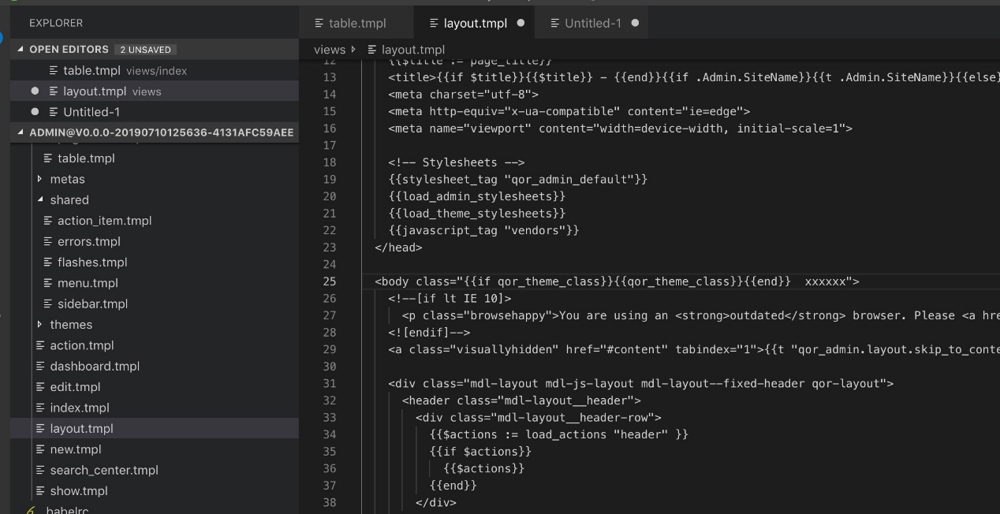 EXPLORER
OPEN EDITORS 2 UNSAVED
table.tmpl views/index
layout.tmpl views
Untitled-1
ADMIN@V0.0.0-20190710125636-4131AFC59AEE
table.tmpl
metas
shared
action_item.tmpl
errors.tmpl
flashes.tmpl
menu.tmpl
sidebar.tmpl
themes
action.tmpl
dashboard.tmpl
edit.tmpl
index.tmpl
layout.tmpl
new.tmpl
search_center.tmpl
show.tmpl
babelrc
table.tmpl layout.tmpl Untitled-1
views layout.tmpl
12 {{$title := page_title}}
13 <title>{{if $title}}{{$title}} - {{end}}{{if .Admin.SiteName}}{{t .Admin.SiteName}}{{else}
14 <meta charset="utf-8">
15 <meta http-equiv="x-ua-compatible" content="ie=edge">
16 <meta name="viewport" content="width=device-width, initial-scale=1">
17
18 <!-- Stylesheets -->
19 {{stylesheet_tag "qor_admin_default"}}
20 {{load_admin_stylesheets}}
21 {{load_theme_stylesheets}}
22 {{javascript_tag "vendors"}}
23 </head>
24
25 <body class="{{if qor_theme_class}}{{qor_theme_class}}{{end}}  xxxxxx">
26 <!--[if lt IE 10]>
27 <p class="browsehappy">You are using an <strong>outdated</strong> browser. Please <a hre
28 <![endif]-->
29 <a class="visuallyhidden" href="#content" tabindex="1">{{t "qor_admin.layout.skip_to_conte
30
31 <div class="mdl-layout mdl-js-layout mdl-layout--fixed-header qor-layout">
32 <header class="mdl-layout__header">
33 <div class="mdl-layout__header-row">
34 {{$actions := load_actions "header" }}
35 {{if $actions}}
36 {{$actions}}
37 {{end}}
38 </div>